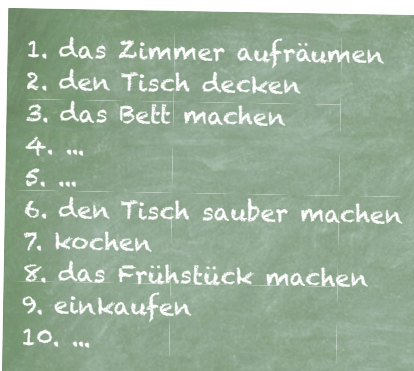 1. das Zimmer aufräumen
2. den Tisch decken
3. das Bett machen
4. ...
5. ...
6. den Tisch sauber machen
7. kochen
8. das Frühstück machen
9. einkaufen
10. ...